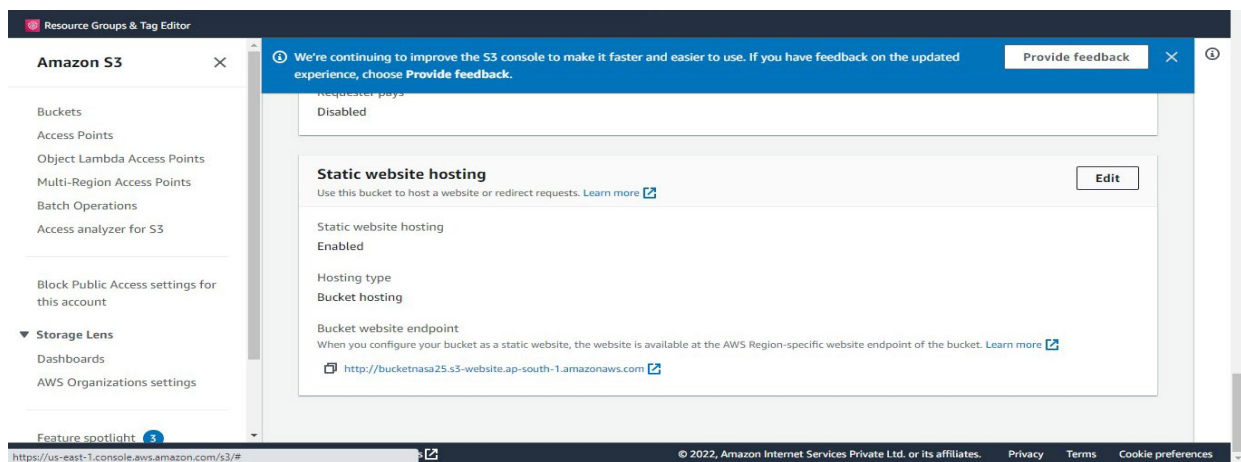 Resource Groups & Tag Editor
Amazon S3
Buckets
Access Points
Object Lambda Access Points
Multi-Region Access Points
Batch Operations
Access analyzer for S3
Block Public Access settings for
this account
Storage Lens
Dashboards
AWS Organizations settings
Feature spotlight 3
https://us-east-1.console.aws.amazon.com/s3/#
We're continuing to improve the S3 console to make it faster and easier to use. If you have feedback on the updated
experience, choose Provide feedback.
Provide feedback
Requester pays
Disabled
Static website hosting
Use this bucket to host a website or redirect requests. Learn more
Edit
Static website hosting
Enabled
Hosting type
Bucket hosting
Bucket website endpoint
When you configure your bucket as a static website, the website is available at the AWS Region-specific website endpoint of the bucket. Learn more
http://bucketnasa25.s3-website.ap-south-1.amazonaws.com
© 2022, Amazon Internet Services Private Ltd. or its affiliates. Privacy Terms Cookie preferences